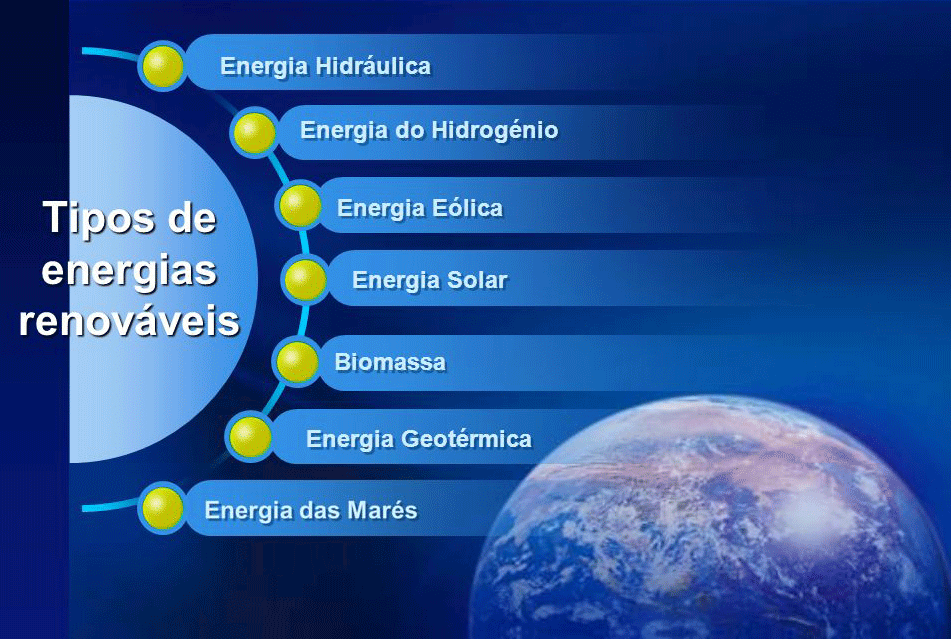 Tipos de
energias
renováveis
Energia Hidráulica
Energia do Hidrogénio
Energia Eólica
Energia Solar
Biomassa
Energia Geotérmica
Energia das Marés